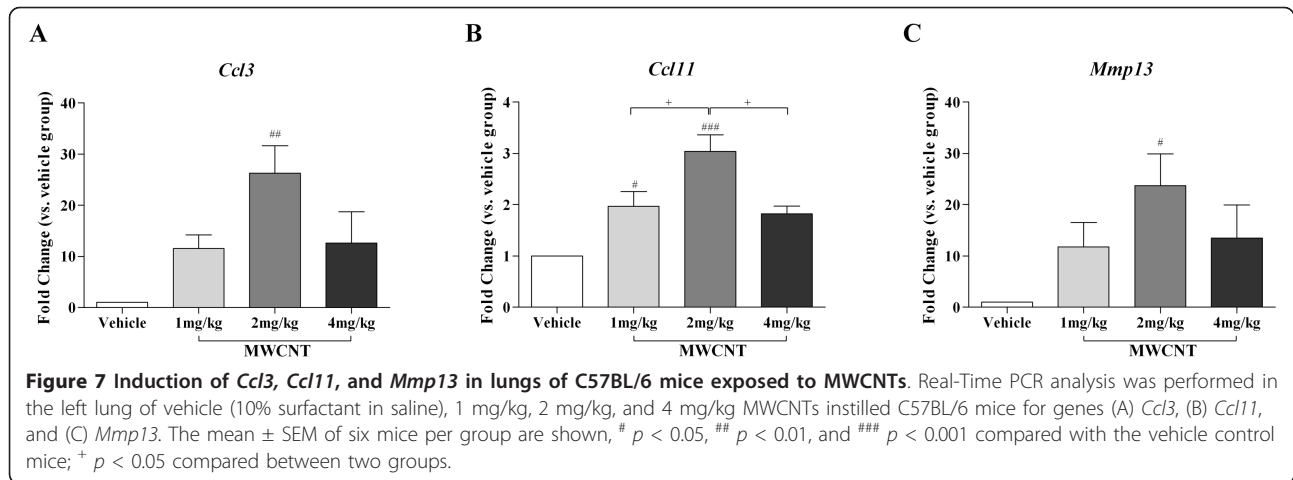 A
Ccl3
Fold Change (vs. vehicle group)
40
30
20
10
0
##
Vehicle
1mg/kg
2mg/kg
4mg/kg
MWCNT
B
Ccl11
Fold Change (vs. vehicle group)
4
3
2
1
0
+
+
###
#
Vehicle
1mg/kg
2mg/kg
4mg/kg
MWCNT
C
Mmp13
Fold Change (vs. vehicle group)
40
30
20
10
0
#
Vehicle
1mg/kg
2mg/kg
4mg/kg
MWCNT
Figure 7 Induction of Ccl3, Ccl11, and Mmp13 in lungs of C57BL/6 mice exposed to MWCNTs. Real-Time PCR analysis was performed in
the left lung of vehicle (10% surfactant in saline), 1 mg/kg, 2 mg/kg, and 4 mg/kg MWCNTs instilled C57BL/6 mice for genes (A) Ccl3, (B) Ccl11,
and (C) Mmp13. The mean ± SEM of six mice per group are shown, # p < 0.05, ## p < 0.01, and ### p < 0.001 compared with the vehicle control
mice; + p < 0.05 compared between two groups.